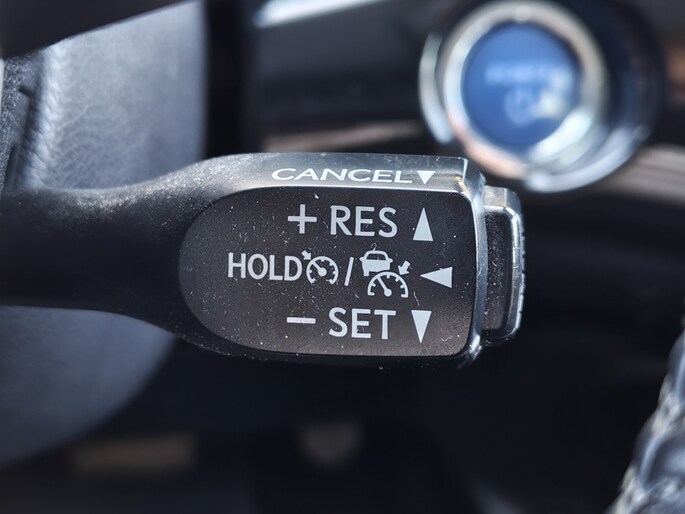 CANCEL▼
+ RES ▲
HOLD / ◀
− SET ▼